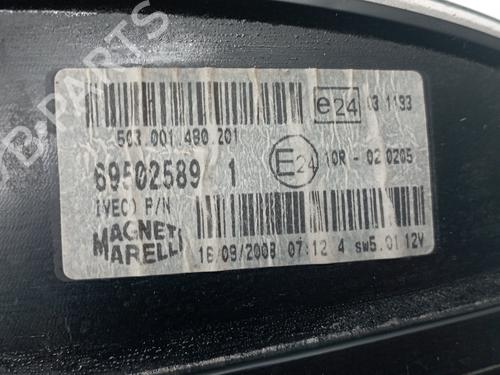 B-PARTS
e24 03 1193
503.001.480.201
69502589 1
E24 10R - 02 0205
IVECO P/N
MAGNETI
MARELLI
16/09/2008 07:12 4 sw5.01 12V